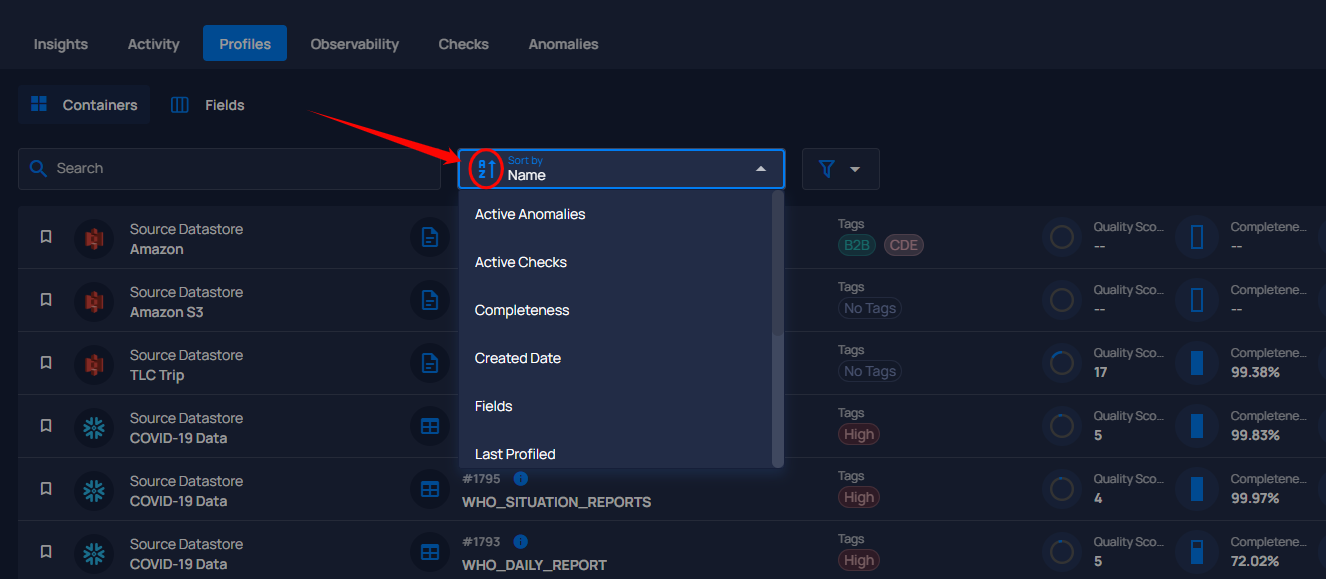 Insights Activity Profiles Observability Checks Anomalies
Containers Fields
Search
Sort by
Name
Active Anomalies
Active Checks
Completeness
Created Date
Fields
Last Profiled
Source Datastore
Amazon
Tags
B2B CDE
Quality Sco...
--
Completene...
--
Source Datastore
Amazon S3
Tags
No Tags
Quality Sco...
--
Completene...
--
Source Datastore
TLC Trip
Tags
No Tags
Quality Sco...
17
Completene...
99.38%
Source Datastore
COVID-19 Data
Tags
High
Quality Sco...
5
Completene...
99.83%
Source Datastore
COVID-19 Data
#1795
WHO_SITUATION_REPORTS
Tags
High
Quality Sco...
4
Completene...
99.97%
Source Datastore
COVID-19 Data
#1793
WHO_DAILY_REPORT
Tags
High
Quality Sco...
5
Completene...
72.02%